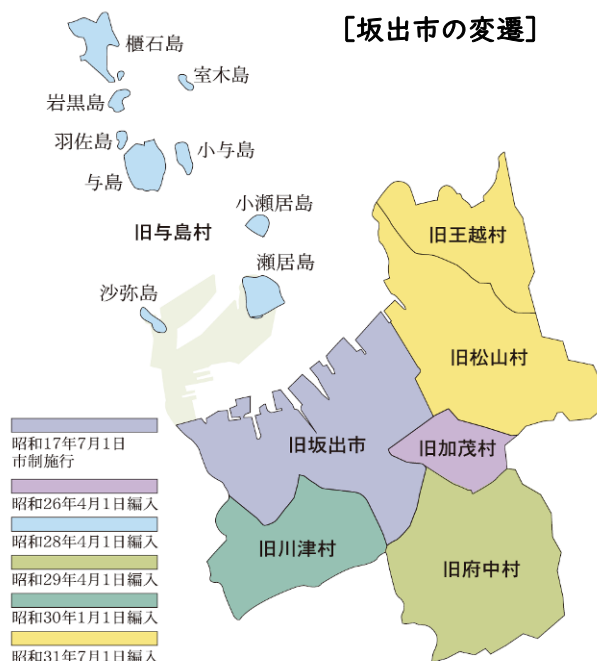 [坂出市の変遷]
櫃石島
室木島
岩黒島
羽佐島
小与島
与島
小瀬居島
旧与島村
瀬居島
沙弥島
旧王越村
旧松山村
旧坂出市
旧加茂村
旧川津村
旧府中村
昭和17年7月1日
市制施行
昭和26年4月1日編入
昭和28年4月1日編入
昭和29年4月1日編入
昭和30年1月1日編入
昭和31年7月1日編入